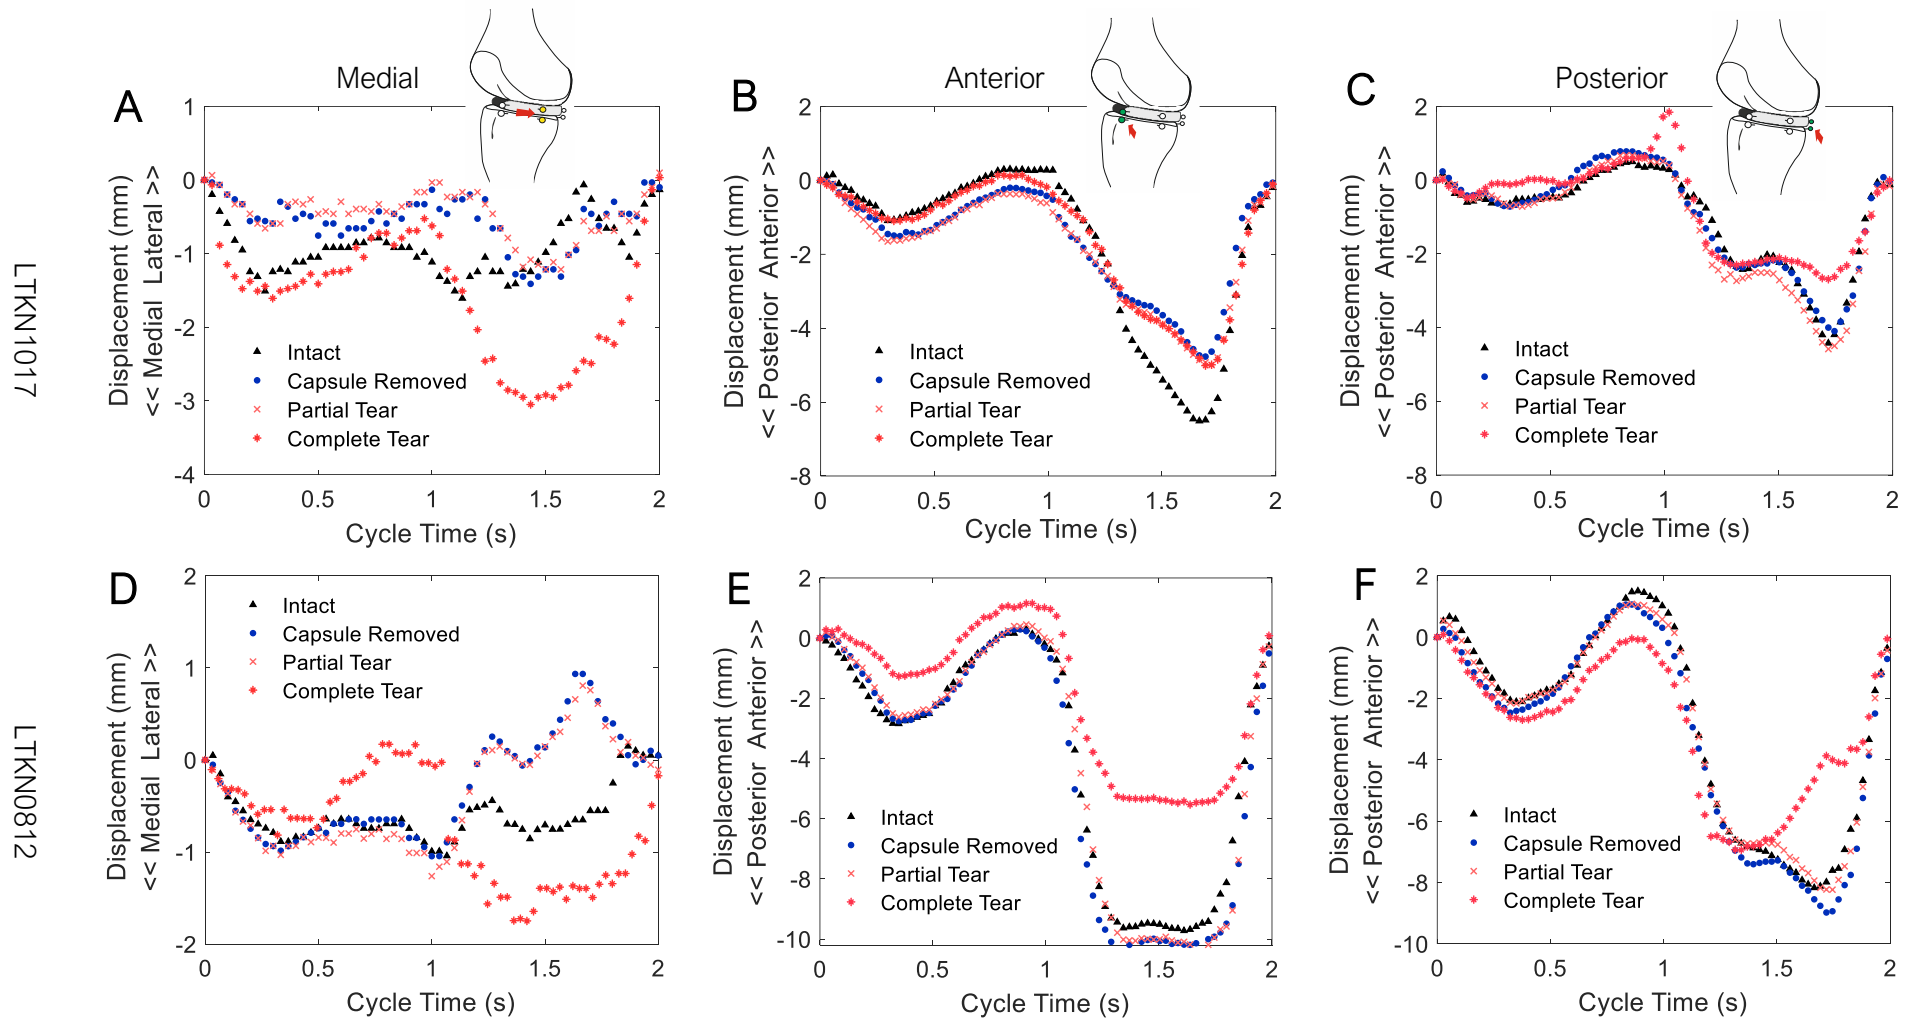 Medial
Anterior
Posterior
LTKN1017
A
1
0
-1
-2
-3
-4
Displacement (mm)
<< Medial Lateral >>
Intact
Capsule Removed
Partial Tear
Complete Tear
0 0.5 1 1.5 2
Cycle Time (s)
B
2
0
-2
-4
-6
-8
Displacement (mm)
<< Posterior Anterior >>
Intact
Capsule Removed
Partial Tear
Complete Tear
0 0.5 1 1.5 2
Cycle Time (s)
C
2
0
-2
-4
-6
-8
Displacement (mm)
<< Posterior Anterior >>
Intact
Capsule Removed
Partial Tear
Complete Tear
0 0.5 1 1.5 2
Cycle Time (s)
LTKN0812
D
2
1
0
-1
-2
Displacement (mm)
<< Medial Lateral >>
Intact
Capsule Removed
Partial Tear
Complete Tear
0 0.5 1 1.5 2
Cycle Time (s)
E
2
0
-2
-4
-6
-8
-10
Displacement (mm)
<< Posterior Anterior >>
Intact
Capsule Removed
Partial Tear
Complete Tear
0 0.5 1 1.5 2
Cycle Time (s)
F
2
0
-2
-4
-6
-8
-10
Displacement (mm)
<< Posterior Anterior >>
Intact
Capsule Removed
Partial Tear
Complete Tear
0 0.5 1 1.5 2
Cycle Time (s)